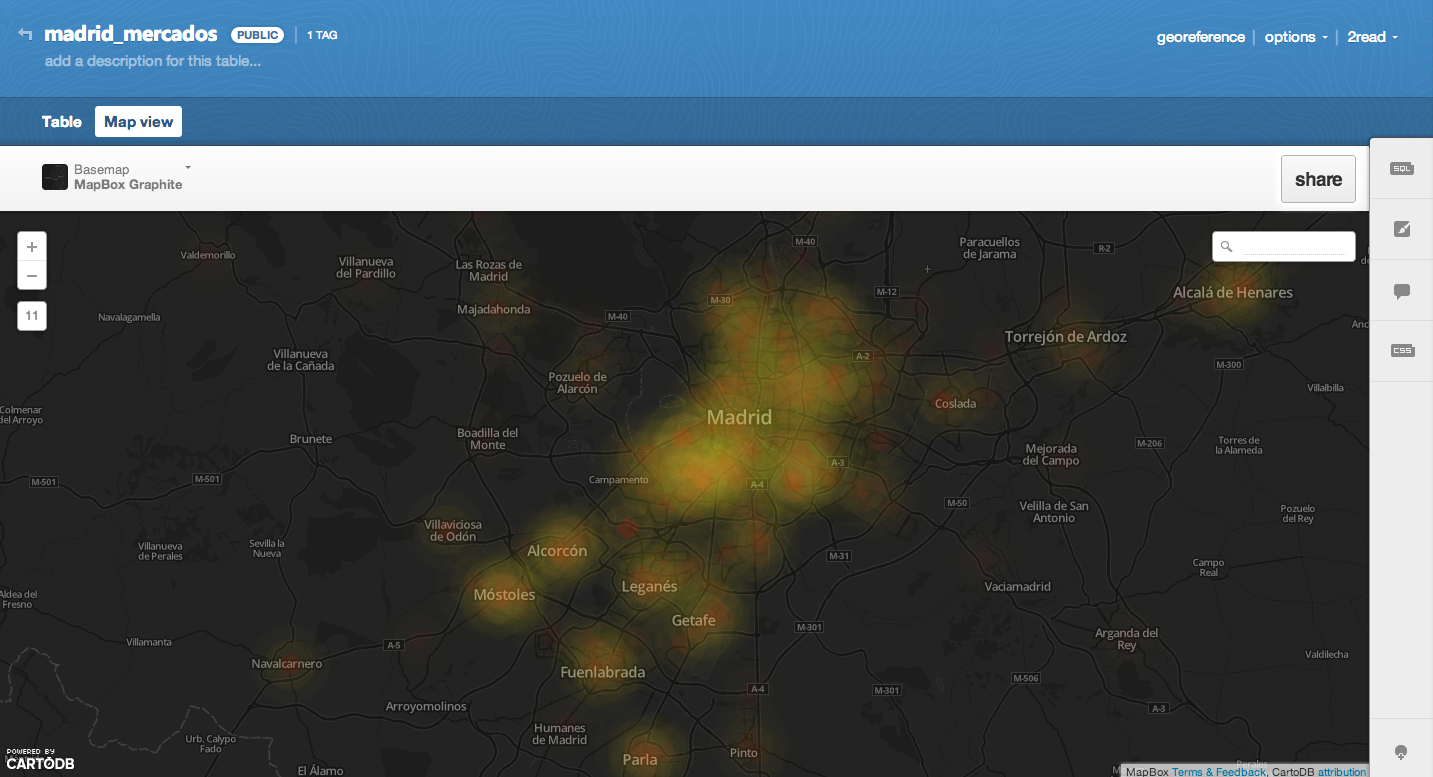 madrid_mercados
PUBLIC
1 TAG
georeference
options
2read
add a description for this table...
Table
Map view
Basemap
MapBox Graphite
share
SQL
CSS
+
−
11
M-40
Paracuellos
de Jarama
R-2
Valdemorillo
Villanueva
del Pardillo
Las Rozas de
Madrid
M-12
Alcalá de Henares
M-30
Majadahonda
M-40
Navalagamella
Torrejón de Ardoz
Villanueva
de la Cañada
A-2
M-300
Pozuelo de
Alarcón
Villalbilla
Coslada
Colmenar
del Arroyo
Madrid
Brunete
Boadilla del
Monte
M-206
Torres de
la Alameda
Mejorada
del Campo
A-3
M-501
M-501
Campamento
A-4
M-50
Velilla de San
Antonio
Pozuelo
del Rey
Villaviciosa
de Odón
Villanueva
de Perales
Sevilla la
Nueva
Alcorcón
M-31
Campo
Real
Leganés
Vaciamadrid
Móstoles
Aldea del
Fresno
Getafe
M-301
Arganda del
Rey
Villamanta
A-5
Valdilecha
Navalcarnero
Fuenlabrada
M-506
A-4
M-301
Arroyomolinos
A-3
Humanes
de Madrid
Urb. Calypo
Fado
Pinto
Parla
El Álamo
POWERED BY
CARTODB
MapBox Terms & Feedback, CartoDB attribution